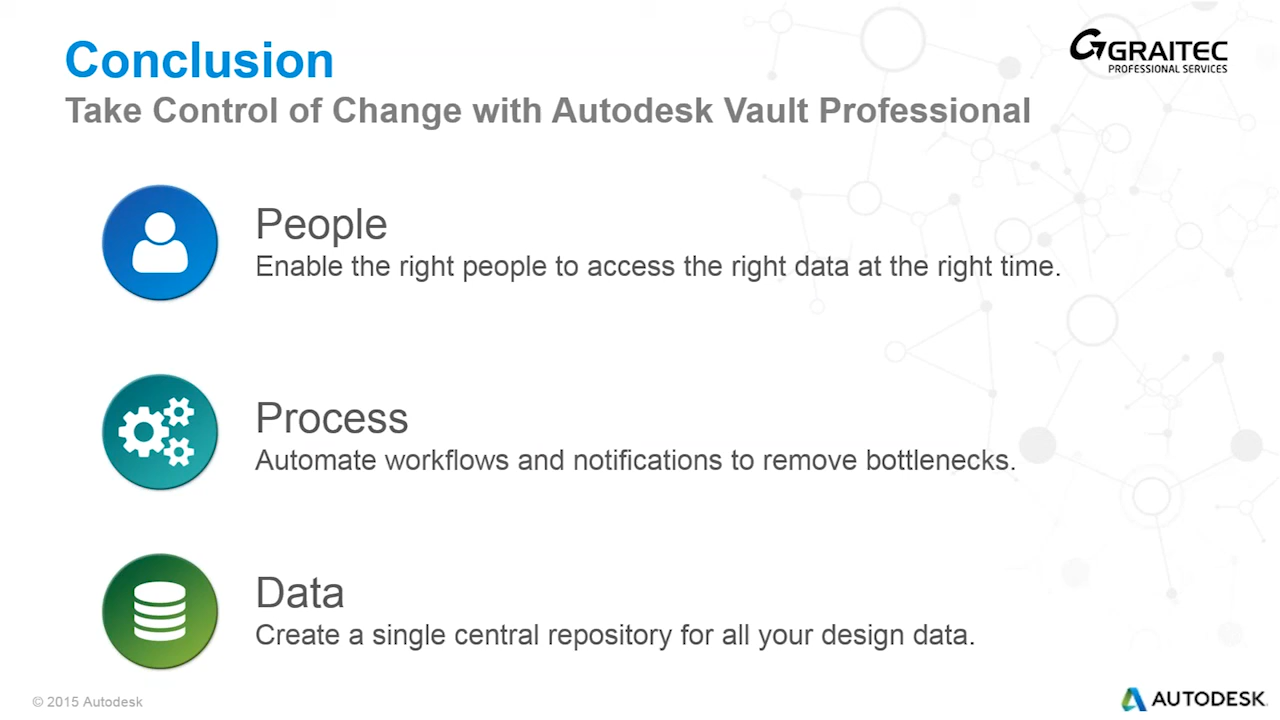 Conclusion
GRAITEC
PROFESSIONAL SERVICES
Take Control of Change with Autodesk Vault Professional
People
Enable the right people to access the right data at the right time.
Process
Automate workflows and notifications to remove bottlenecks.
Data
Create a single central repository for all your design data.
© 2015 Autodesk
AUTODESK.